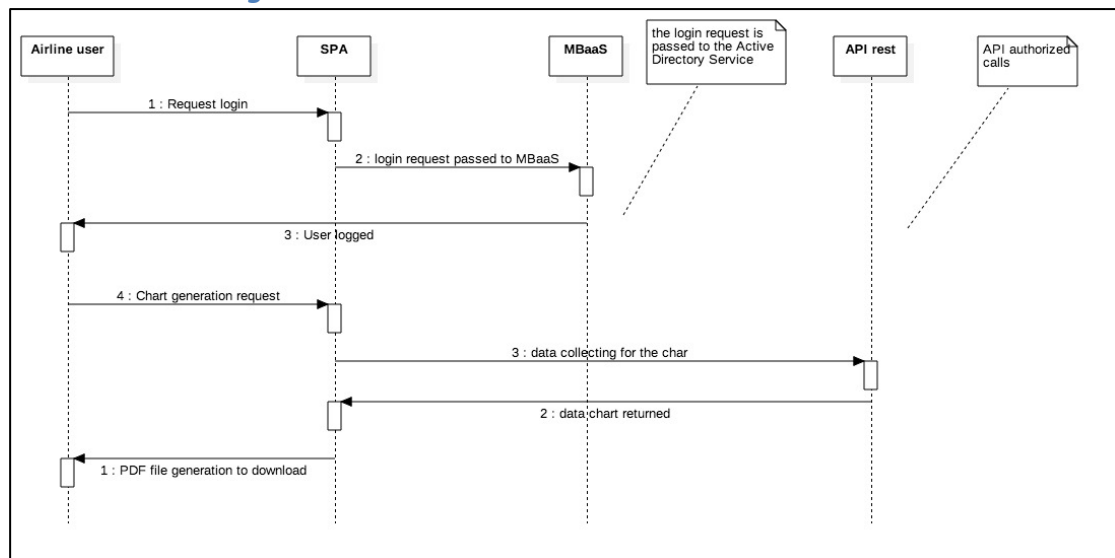 Airline user
SPA
MBaaS
the login request is
passed to the Active
Directory Service
API rest
API authorized
calls
1 : Request login
2 : login request passed to MBaaS
3 : User logged
4 : Chart generation request
3 : data collecting for the char
2 : data chart returned
1 : PDF file generation to download